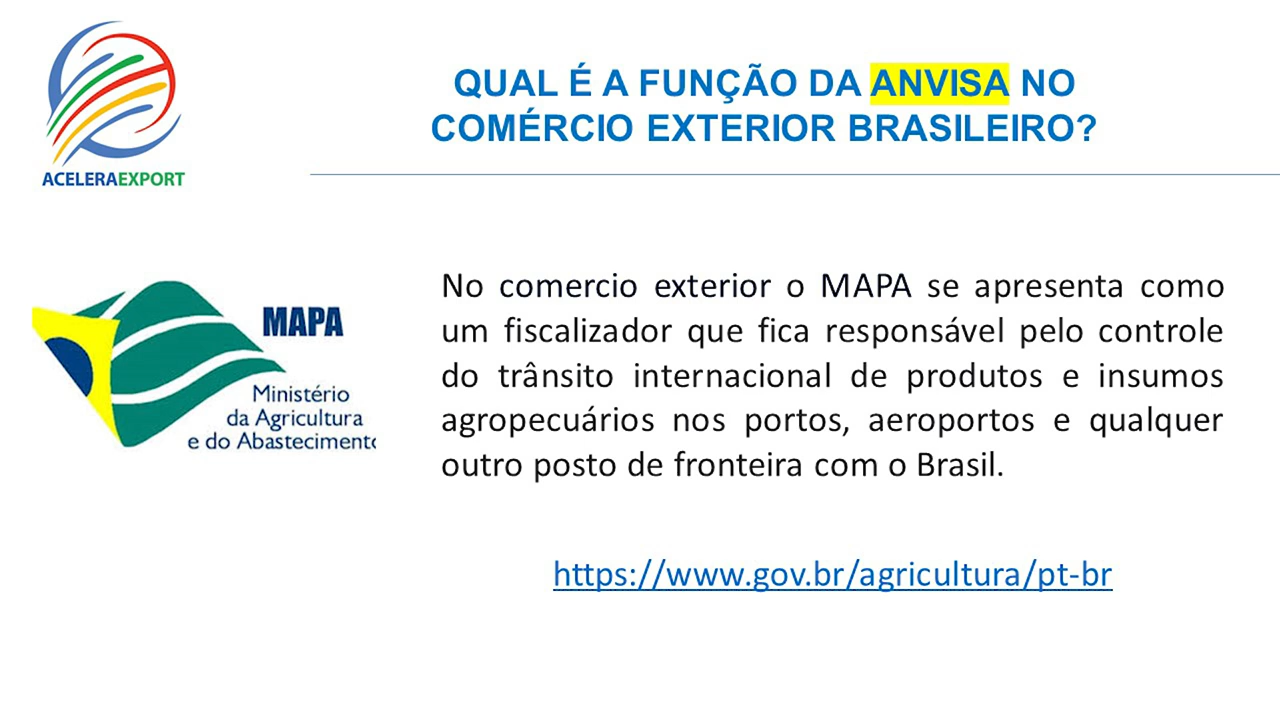 ACELERAEXPORT
QUAL É A FUNÇÃO DA ANVISA NO
COMÉRCIO EXTERIOR BRASILEIRO?
MAPA
Ministério
da Agricultura
e do Abastecimento
No comercio exterior o MAPA se apresenta como
um fiscalizador que fica responsável pelo controle
do trânsito internacional de produtos e insumos
agropecuários nos portos, aeroportos e qualquer
outro posto de fronteira com o Brasil.
https://www.gov.br/agricultura/pt-br